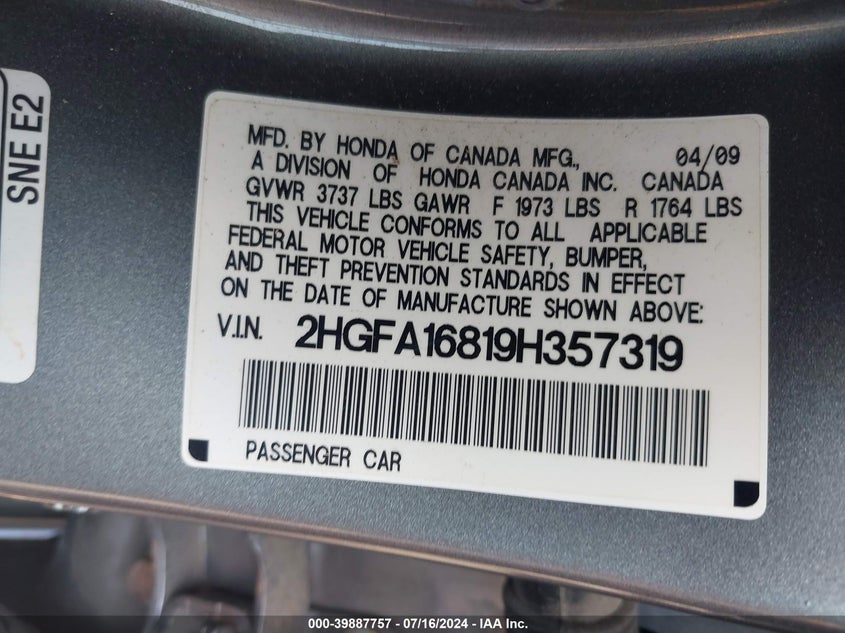 SNE E2
MFD. BY HONDA OF CANADA MFG., 04/09
A DIVISION OF HONDA CANADA INC. CANADA
GVWR 3737 LBS GAWR F 1973 LBS R 1764 LBS
THIS VEHICLE CONFORMS TO ALL APPLICABLE
FEDERAL MOTOR VEHICLE SAFETY, BUMPER,
AND THEFT PREVENTION STANDARDS IN EFFECT
ON THE DATE OF MANUFACTURE SHOWN ABOVE:
V.I.N. 2HGFA16819H357319
PASSENGER CAR
000-39887757 - 07/16/2024 - IAA Inc.